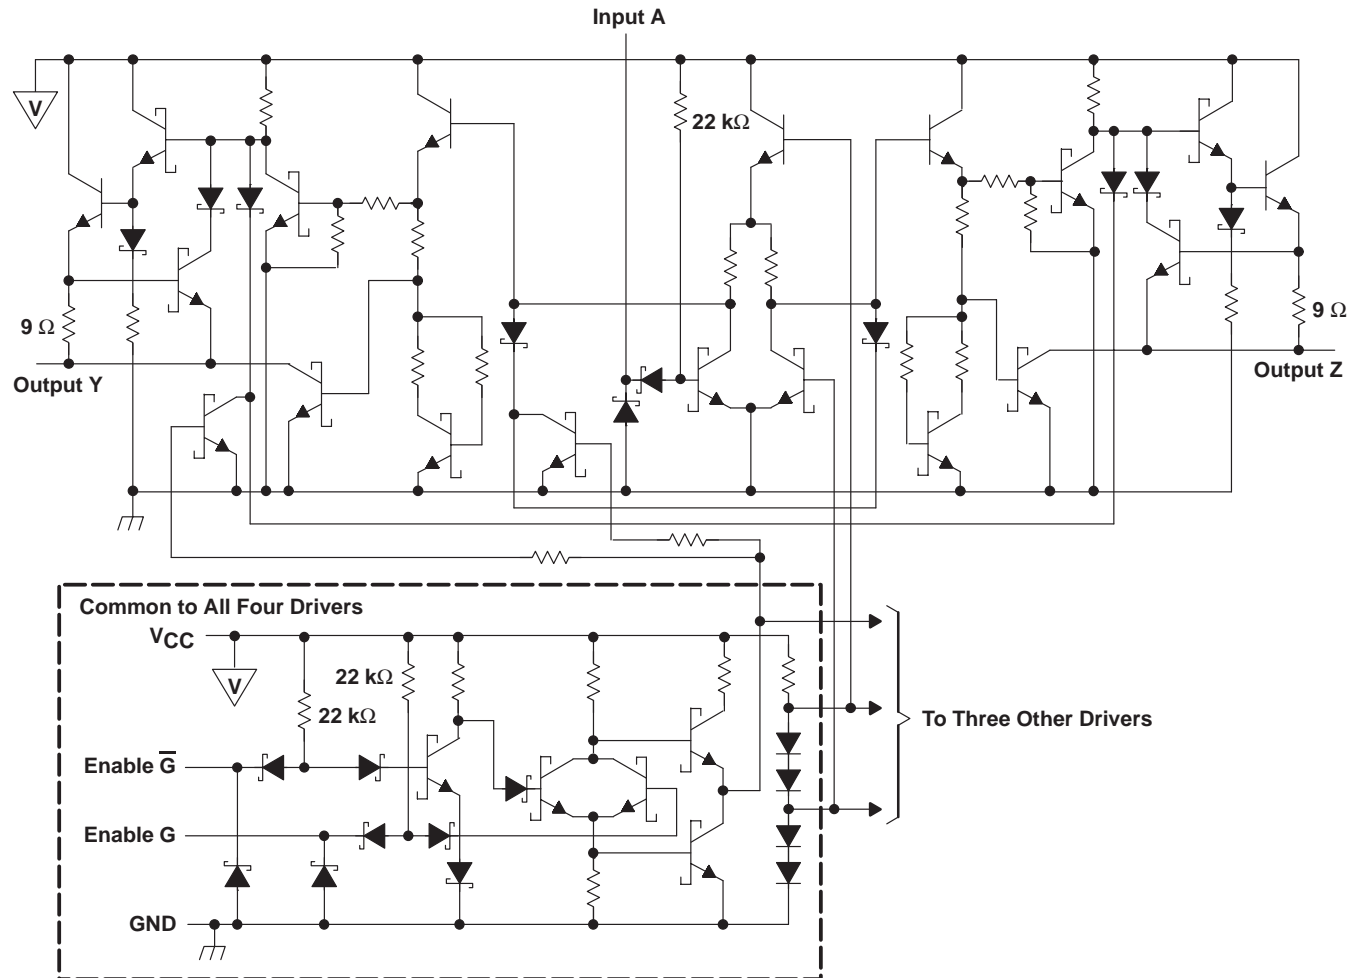 Input A
V
22 kΩ
9 Ω
9 Ω
Output Y
Output Z
Common to All Four Drivers
VCC
V
22 kΩ
22 kΩ
To Three Other Drivers
Enable G̅
Enable G
GND